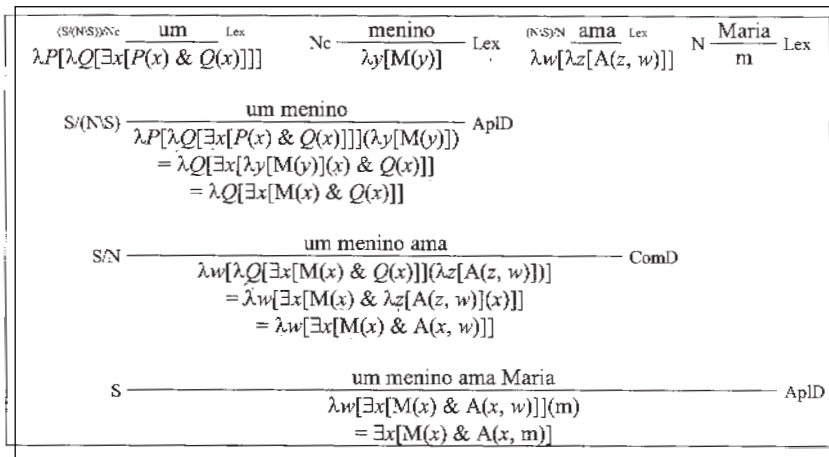 (S/(N\S))/Nc um Lex Nc menino Lex (N\S)/N ama Lex N Maria Lex
λP[λQ[∃x[P(x) & Q(x)]]] λy[M(y)] λw[λz[A(z, w)]] m
um menino
S/(N\S) AplD
λP[λQ[∃x[P(x) & Q(x)]]](λy[M(y)])
= λQ[∃x[λy[M(y)](x) & Q(x)]]
= λQ[∃x[M(x) & Q(x)]]
um menino ama
S/N ComD
λw[λQ[∃x[M(x) & Q(x)]](λz[A(z, w)])]
= λw[∃x[M(x) & λz[A(z, w)](x)]]
= λw[∃x[M(x) & A(x, w)]]
um menino ama Maria
S AplD
λw[∃x[M(x) & A(x, w)]](m)
= ∃x[M(x) & A(x, m)]